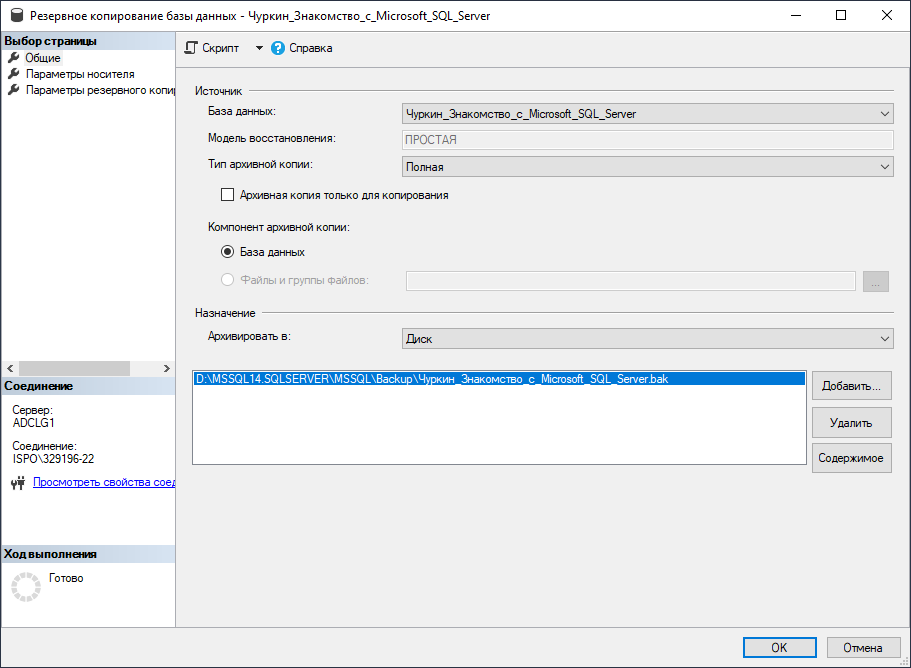 Резервное копирование базы данных - Чуркин_Знакомство_с_Microsoft_SQL_Server
Выбор страницы
Общие
Параметры носителя
Параметры резервного копи
Скрипт
Справка
Источник
База данных:
Чуркин_Знакомство_с_Microsoft_SQL_Server
Модель восстановления:
ПРОСТАЯ
Тип архивной копии:
Полная
Архивная копия только для копирования
Компонент архивной копии:
База данных
Файлы и группы файлов:
...
Назначение
Архивировать в:
Диск
D:\MSSQL14.SQLSERVER\MSSQL\Backup\Чуркин_Знакомство_с_Microsoft_SQL_Server.bak
Добавить...
Удалить
Содержимое
Соединение
Сервер:
ADCLG1
Соединение:
ISPO\329196-22
Просмотреть свойства соед
Ход выполнения
Готово
OK
Отмена